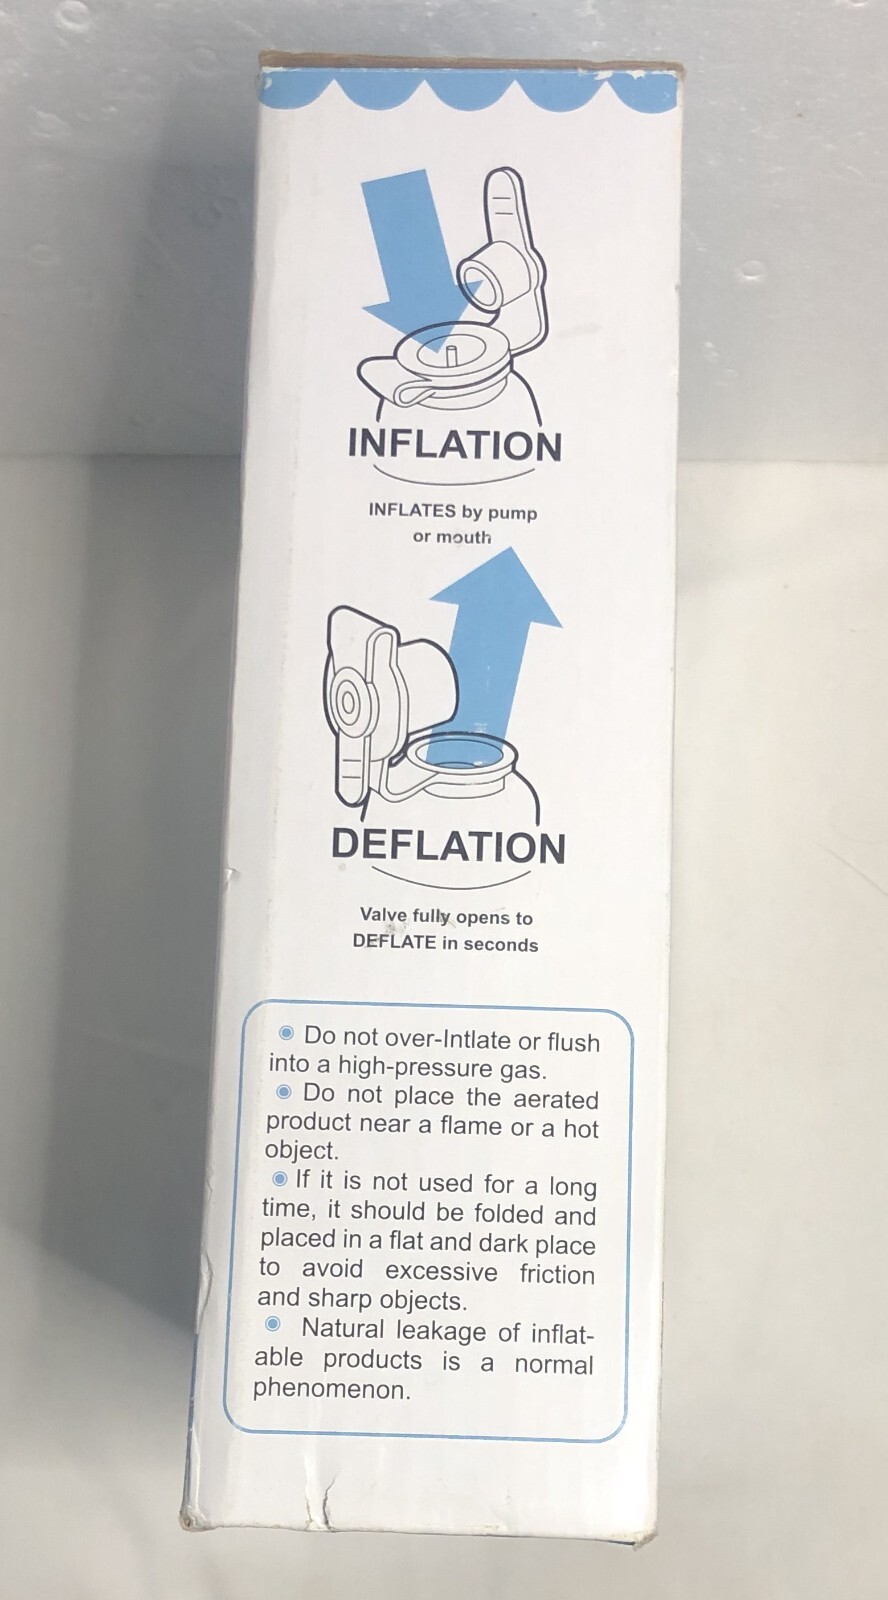 INFLATION
INFLATES by pump
or mouth
DEFLATION
Valve fully opens to
DEFLATE in seconds
Do not over-Intlate or flush
into a high-pressure gas.
Do not place the aerated
product near a flame or a hot
object.
If it is not used for a long
time, it should be folded and
placed in a flat and dark place
to avoid excessive friction
and sharp objects.
Natural leakage of inflat-
able products is a normal
phenomenon.